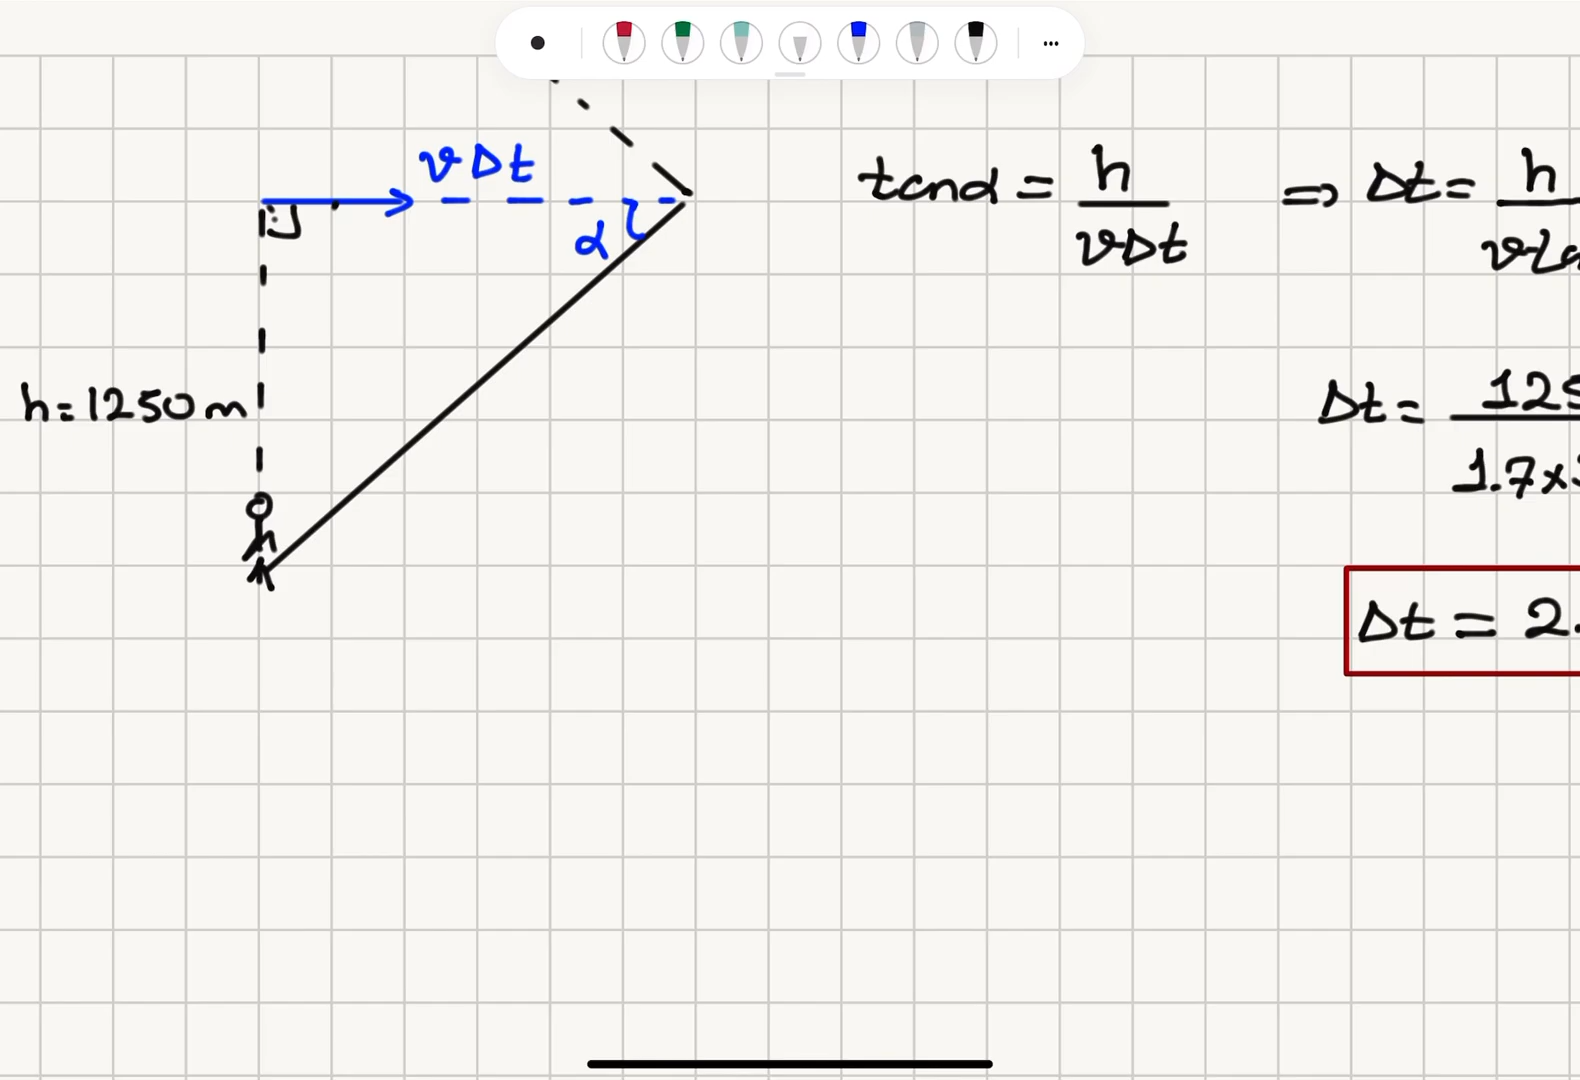 vΔt
α
h=1250m
tanα = h / vΔt ⇒ Δt = h
Δt =
Δt = 2.